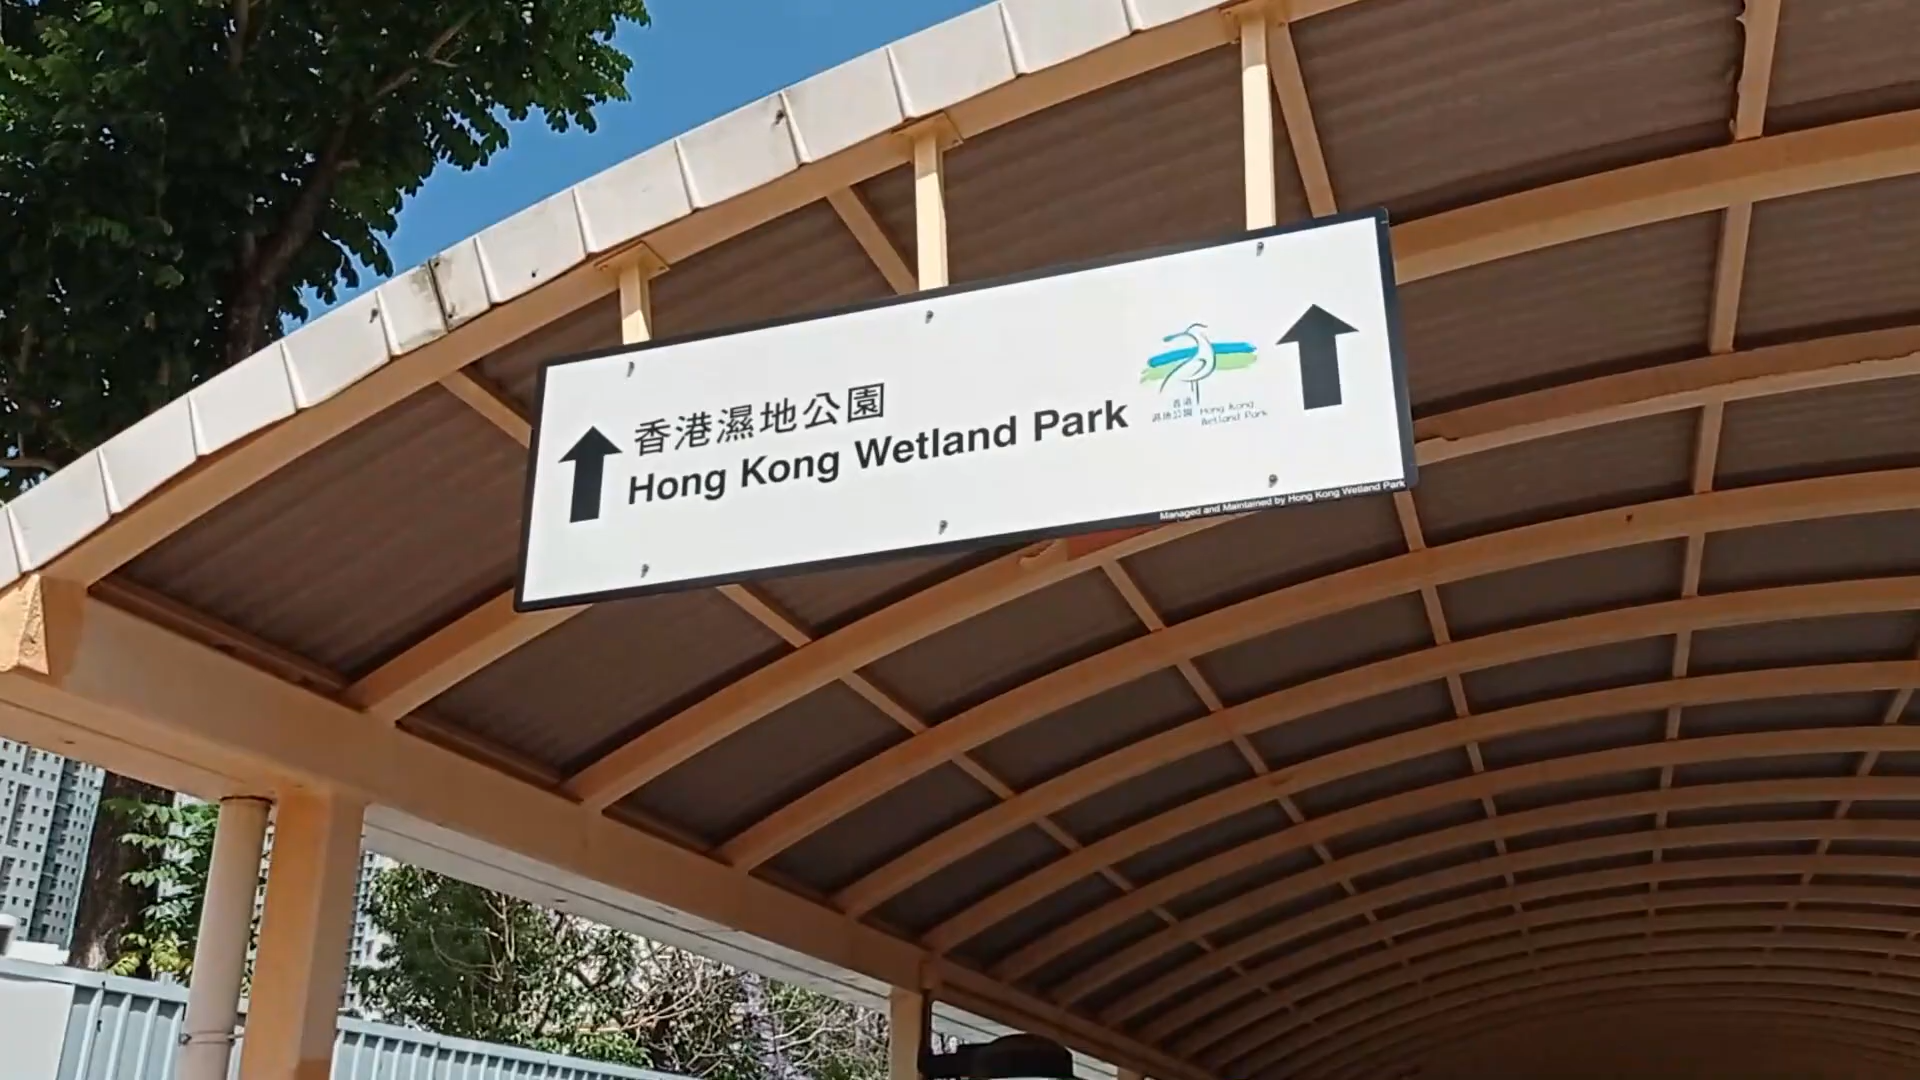 香港濕地公園
Hong Kong Wetland Park
香港
濕地公園 Hong Kong
Wetland Park
Managed and Maintained by Hong Kong Wetland Park